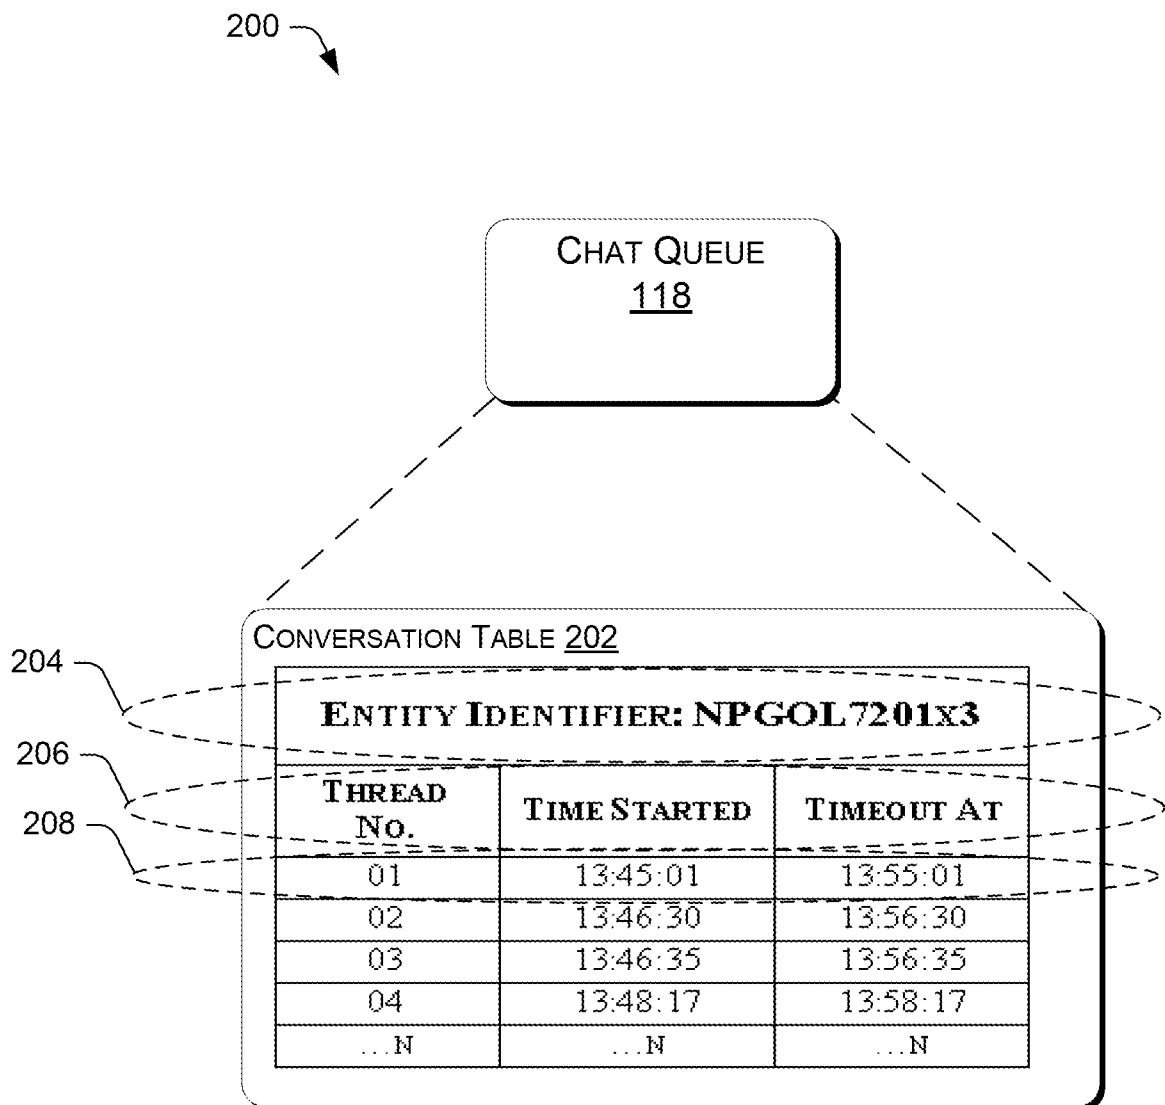 200
CHAT QUEUE
118
CONVERSATION TABLE 202
204
ENTITY IDENTIFIER: NPGOL7201X3
206
THREAD NO. TIME STARTED TIMEOUT AT
208
01 13:45:01 13:55:01
02 13:46:30 13:56:30
03 13:46:35 13:56:35
04 13:48:17 13:58:17
...N ...N ...N